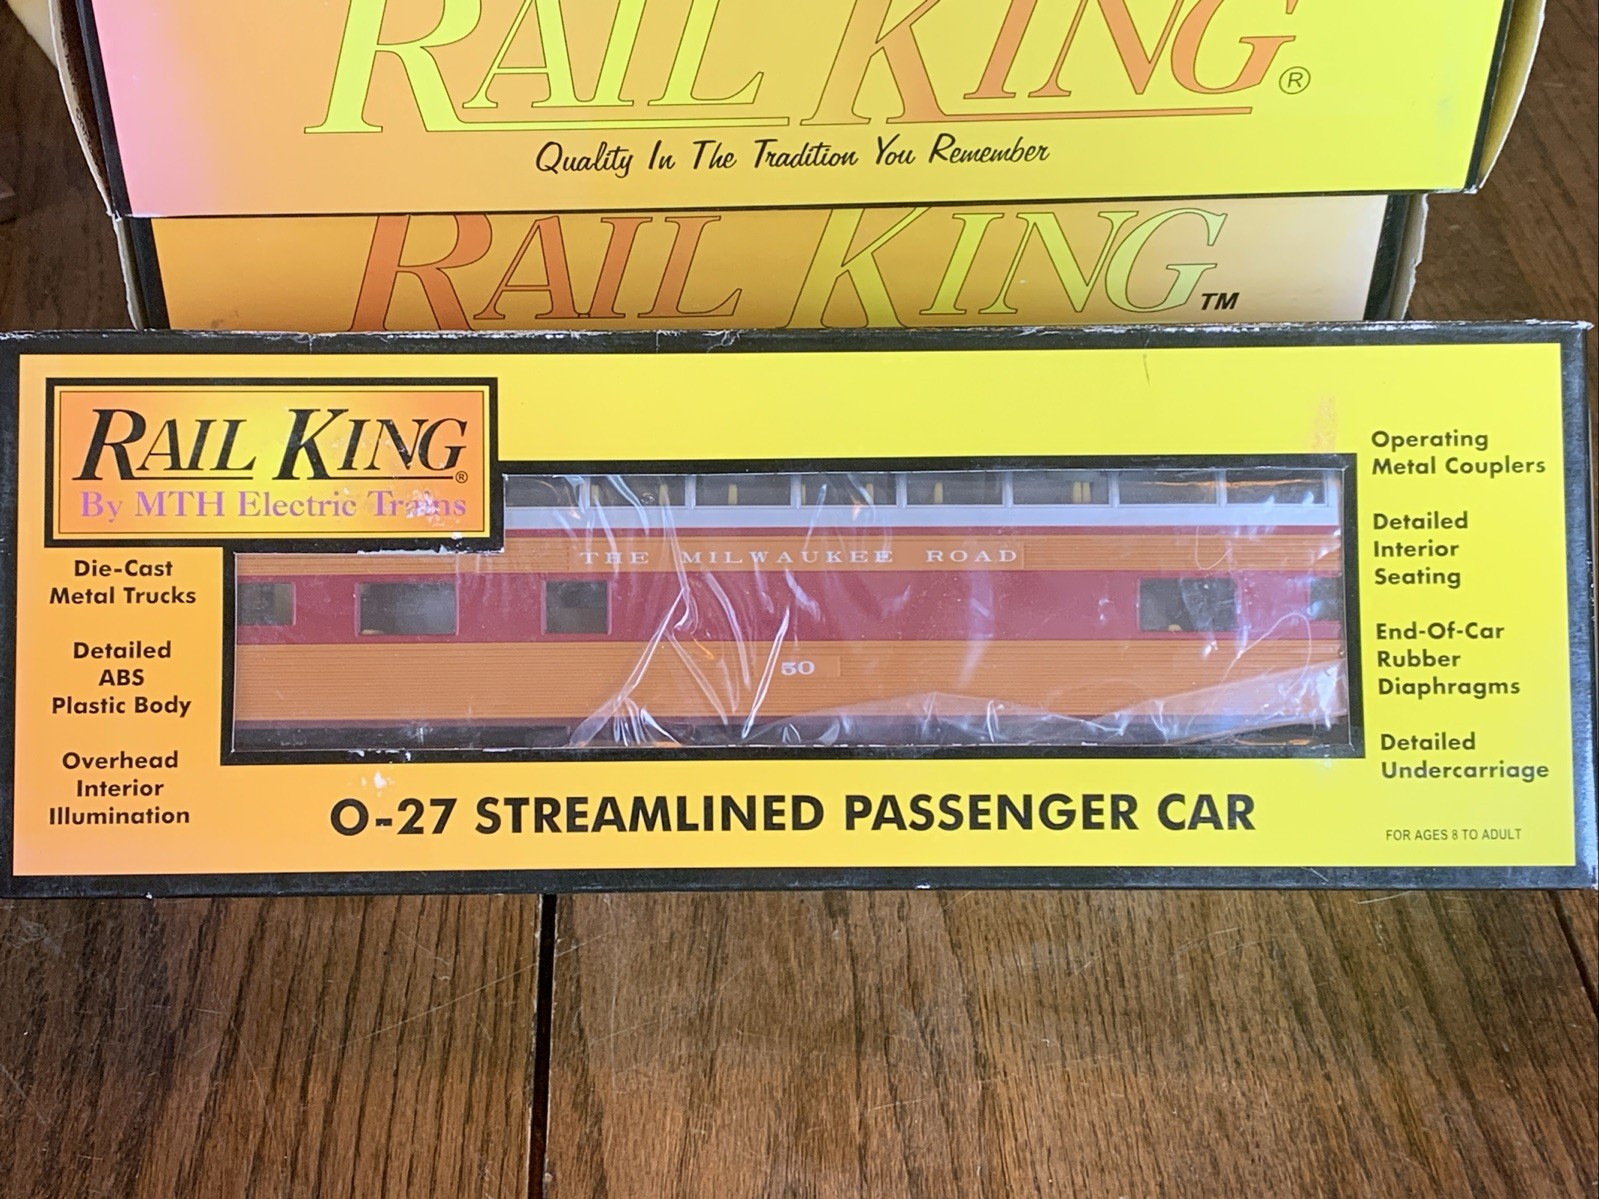 RAIL KING®
Quality In The Tradition You Remember
RAIL KING™
RAIL KING®
By MTH Electric Trains
Die-Cast
Metal Trucks
Detailed
ABS
Plastic Body
Overhead
Interior
Illumination
THE MILWAUKEE ROAD
50
Operating
Metal Couplers
Detailed
Interior
Seating
End-Of-Car
Rubber
Diaphragms
Detailed
Undercarriage
O-27 STREAMLINED PASSENGER CAR
FOR AGES 8 TO ADULT